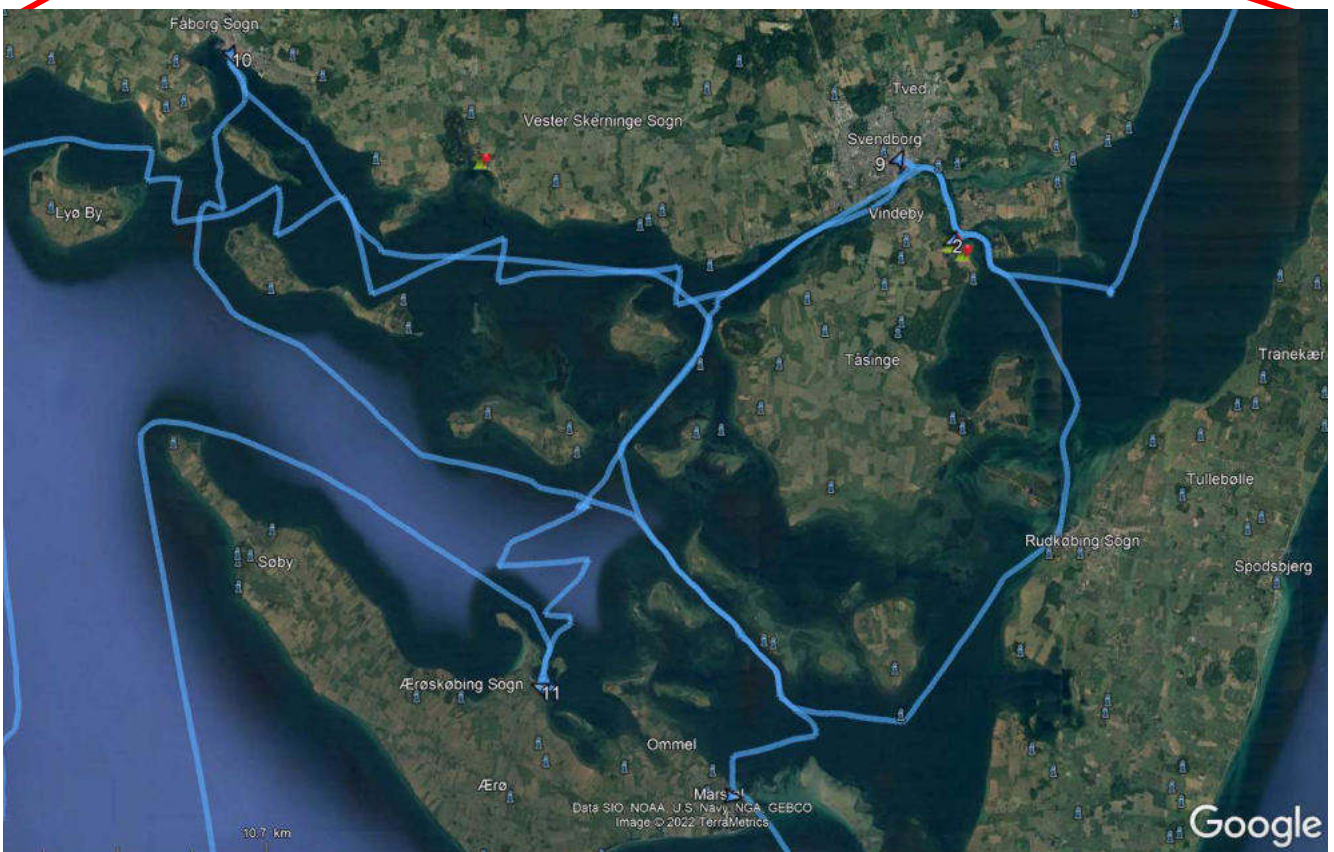 Fåborg Sogn
10
Tved
Vester Skerninge Sogn
Svendborg
9
Lyø By
Vindeby
2
Tåsinge
Tranekær
Tullebølle
Rudkøbing Sogn
Søby
Spodsbjerg
Ærøskøbing Sogn
11
Ommel
Ærø
Data SIO, NOAA, U.S. Navy, NGA, GEBCO
Image © 2022 TerraMetrics
10.7 km
Google